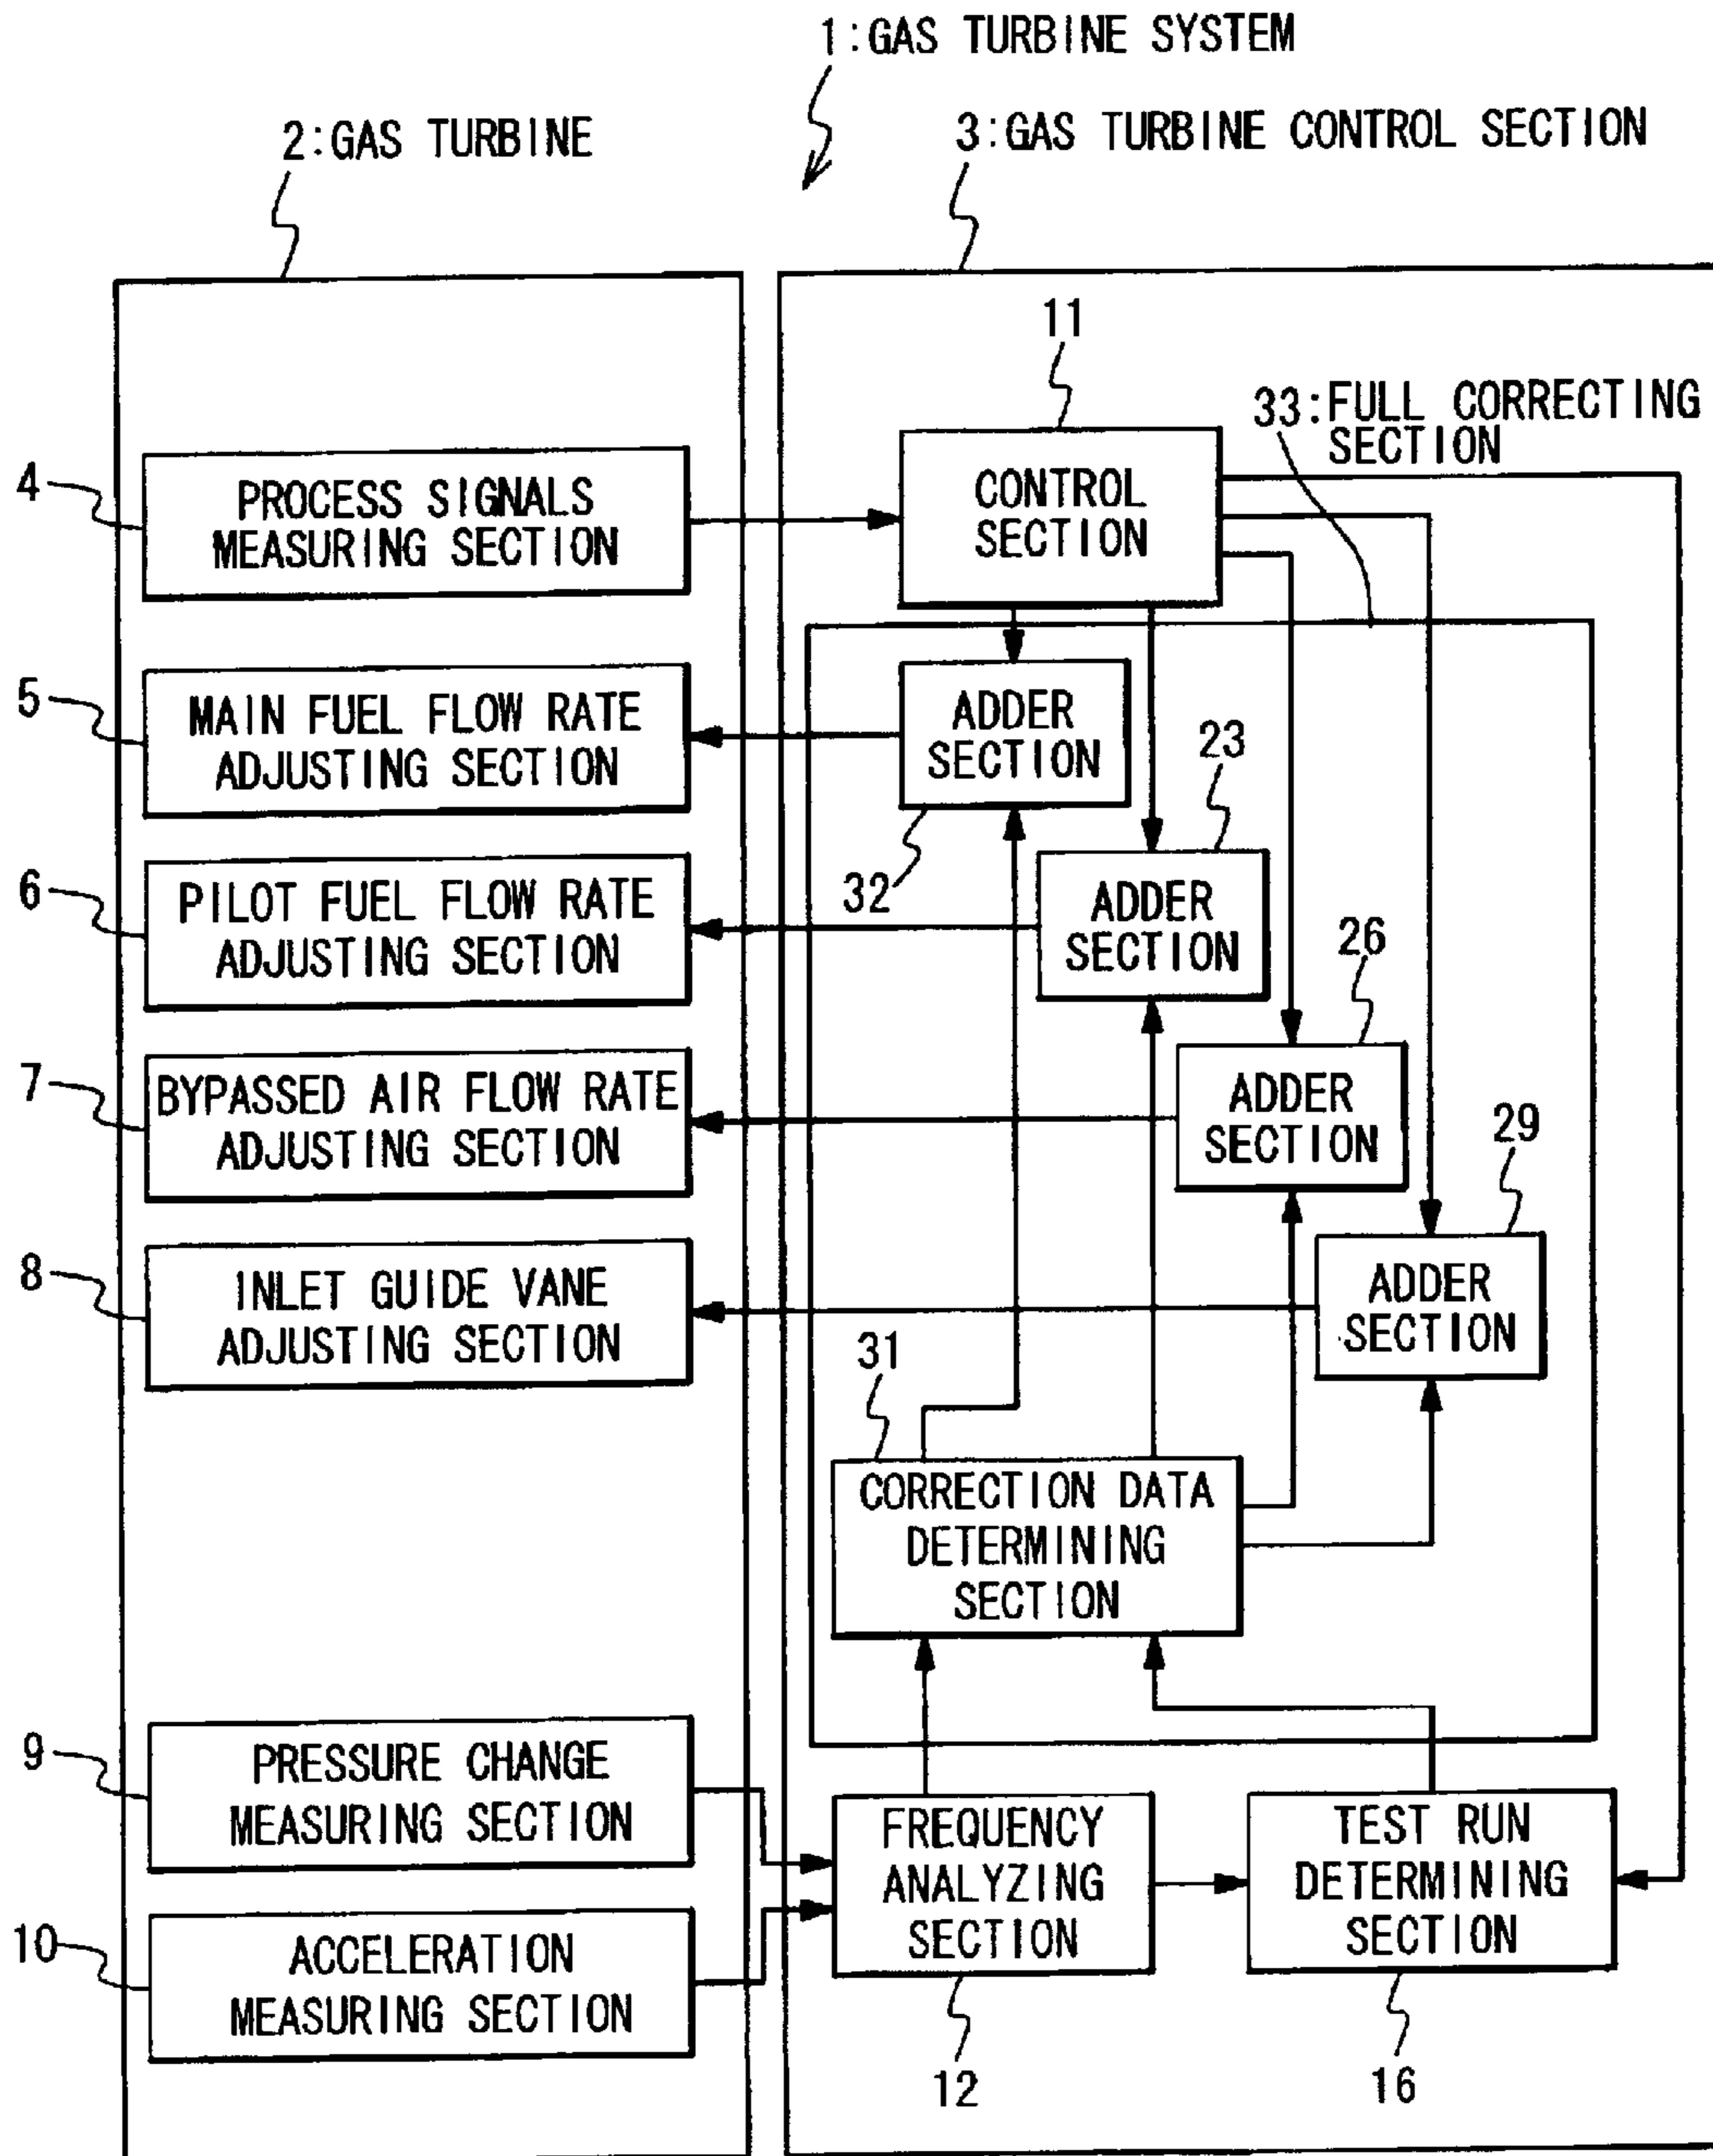 1:GAS TURBINE SYSTEM
2:GAS TURBINE
3:GAS TURBINE CONTROL SECTION
11
33:FULL CORRECTING
SECTION
4
PROCESS SIGNALS
MEASURING SECTION
CONTROL
SECTION
5
MAIN FUEL FLOW RATE
ADJUSTING SECTION
ADDER
SECTION
32
23
6
PILOT FUEL FLOW RATE
ADJUSTING SECTION
ADDER
SECTION
26
7
BYPASSED AIR FLOW RATE
ADJUSTING SECTION
ADDER
SECTION
29
8
INLET GUIDE VANE
ADJUSTING SECTION
ADDER
SECTION
31
CORRECTION DATA
DETERMINING
SECTION
9
PRESSURE CHANGE
MEASURING SECTION
10
ACCELERATION
MEASURING SECTION
FREQUENCY
ANALYZING
SECTION
12
TEST RUN
DETERMINING
SECTION
16